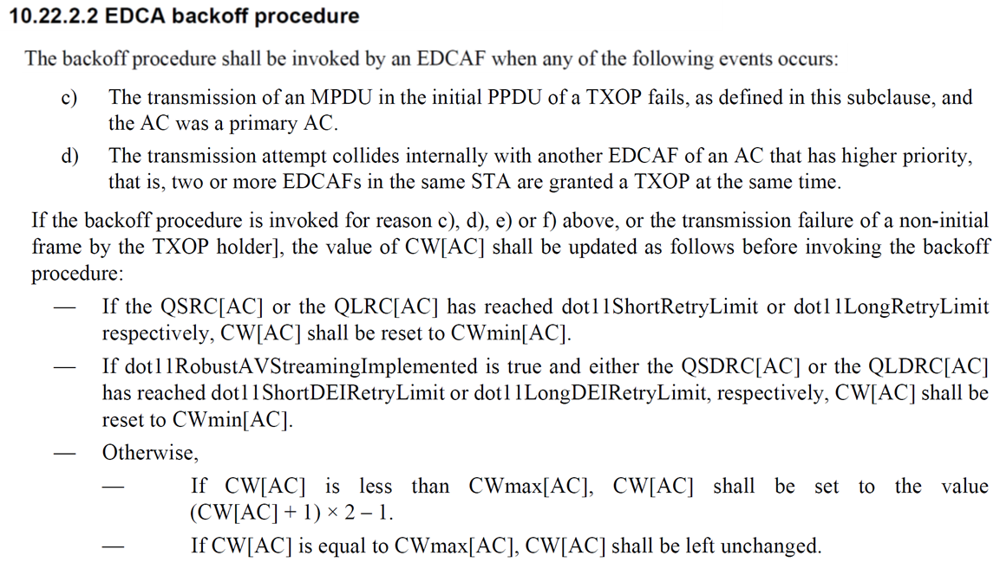 10.22.2.2 EDCA backoff procedure
The backoff procedure shall be invoked by an EDCAF when any of the following events occurs:
c) The transmission of an MPDU in the initial PPDU of a TXOP fails, as defined in this subclause, and
the AC was a primary AC.
d) The transmission attempt collides internally with another EDCAF of an AC that has higher priority,
that is, two or more EDCAFs in the same STA are granted a TXOP at the same time.
If the backoff procedure is invoked for reason c), d), e) or f) above, or the transmission failure of a non-initial
frame by the TXOP holder], the value of CW[AC] shall be updated as follows before invoking the backoff
procedure:
— If the QSRC[AC] or the QLRC[AC] has reached dot11ShortRetryLimit or dot11LongRetryLimit
respectively, CW[AC] shall be reset to CWmin[AC].
— If dot11RobustAVStreamingImplemented is true and either the QSDRC[AC] or the QLDRC[AC]
has reached dot11ShortDEIRetryLimit or dot11LongDEIRetryLimit, respectively, CW[AC] shall be
reset to CWmin[AC].
— Otherwise,
— If CW[AC] is less than CWmax[AC], CW[AC] shall be set to the value
(CW[AC] + 1) × 2 – 1.
— If CW[AC] is equal to CWmax[AC], CW[AC] shall be left unchanged.